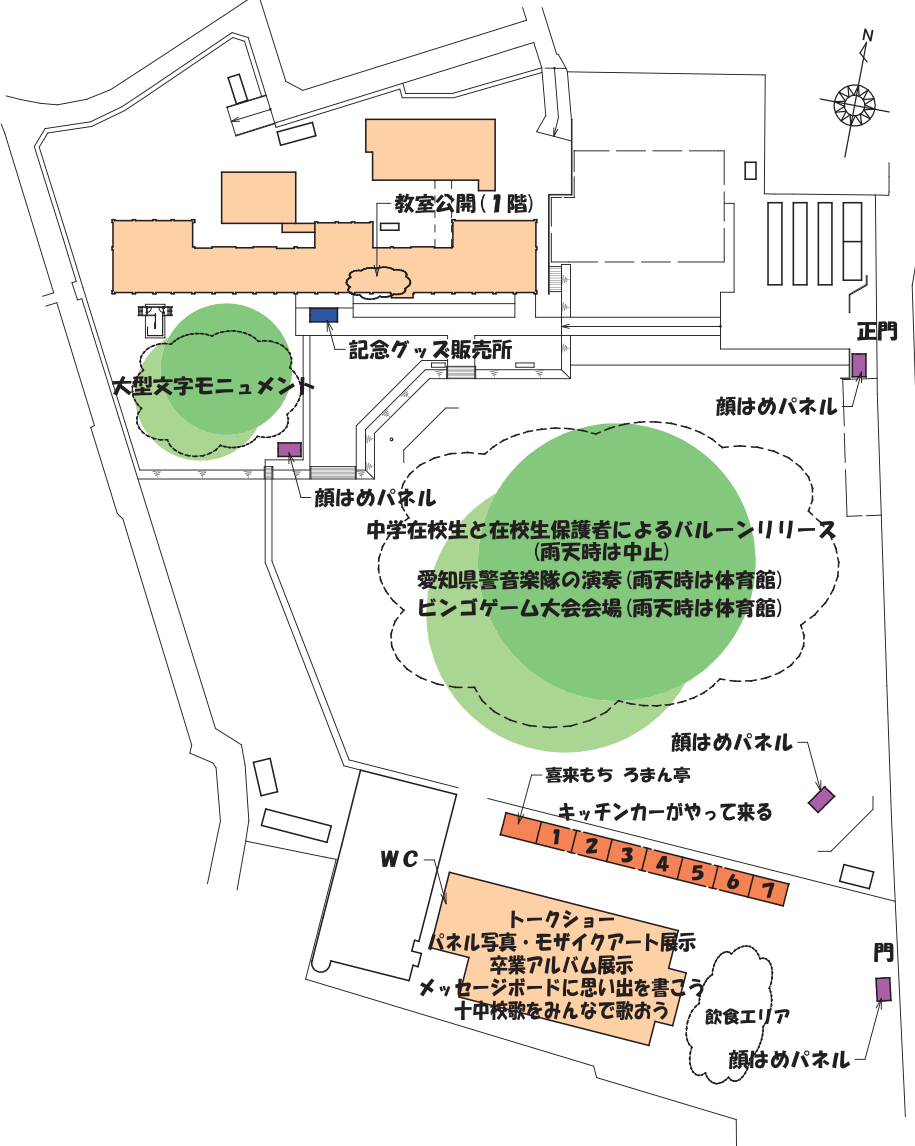 N
教室公開(1階)
正門
記念グッズ販売所
大型文字モニュメント
顔はめパネル
顔はめパネル
中学在校生と在校生保護者によるバルーンリリース
(雨天時は中止)
愛知県警音楽隊の演奏(雨天時は体育館)
ビンゴゲーム大会会場(雨天時は体育館)
顔はめパネル
喜来もち ろまん亭
キッチンカーがやって来る
1 2 3 4 5 6 7
WC
トークショー
パネル写真・モザイクアート展示
卒業アルバム展示
メッセージボードに思い出を書こう
十中校歌をみんなで歌おう
門
飲食エリア
顔はめパネル